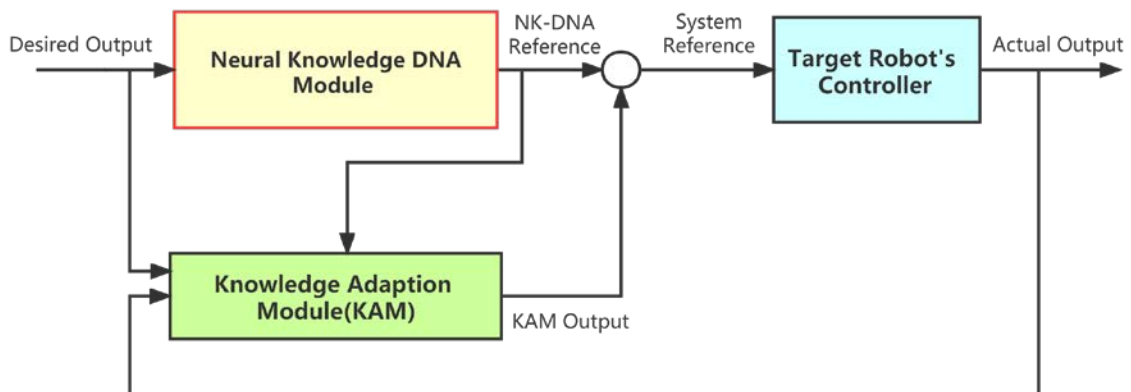 Desired Output
Neural Knowledge DNA
Module
NK-DNA
Reference
System
Reference
Target Robot's
Controller
Actual Output
Knowledge Adaption
Module(KAM)
KAM Output